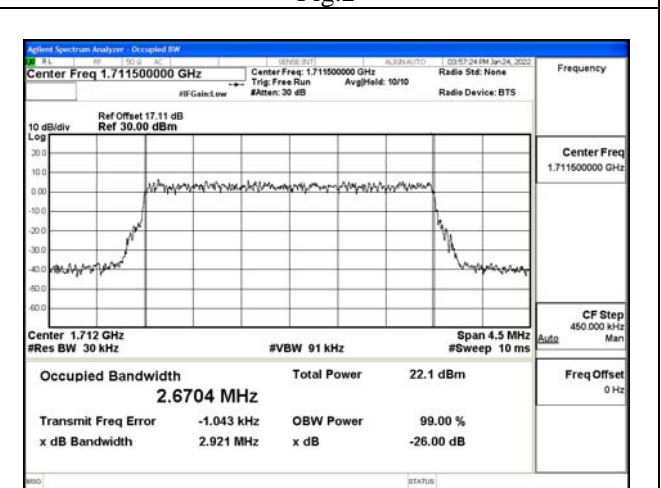 Agilent Spectrum Analyzer - Occupied BW
RL RF 50 Ω AC SENSE:INT ALIGN AUTO 03:57:24 PM Jan 24, 2022
Center Freq 1.711500000 GHz
Center Freq: 1.711500000 GHz
Radio Std: None
Trig: Free Run Avg|Hold: 10/10
#IFGain:Low #Atten: 30 dB Radio Device: BTS
Frequency
Ref Offset 17.11 dB
10 dB/div Ref 30.00 dBm
Log
20.0
10.0
0.00
-10.0
-20.0
-30.0
-40.0
-50.0
-60.0
Center Freq
1.711500000 GHz
Center 1.712 GHz Span 4.5 MHz
#Res BW 30 kHz #VBW 91 kHz #Sweep 10 ms
CF Step
450.000 kHz
Auto Man
Occupied Bandwidth Total Power 22.1 dBm
2.6704 MHz
Transmit Freq Error -1.043 kHz OBW Power 99.00 %
x dB Bandwidth 2.921 MHz x dB -26.00 dB
Freq Offset
0 Hz
MSG STATUS